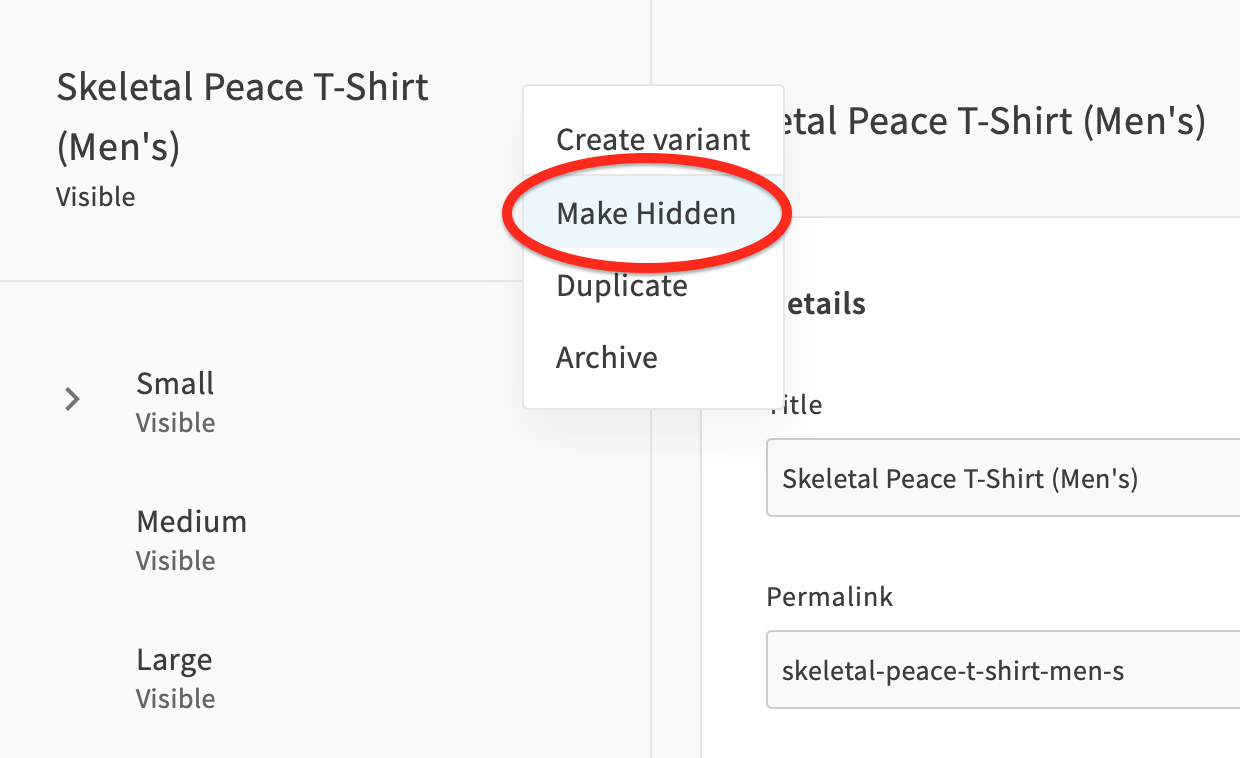 Skeletal Peace T-Shirt
(Men's)
Visible
Small
Visible
Medium
Visible
Large
Visible
Create variant
Make Hidden
Duplicate
Archive
etal Peace T-Shirt (Men's)
etails
Title
Skeletal Peace T-Shirt (Men's)
Permalink
skeletal-peace-t-shirt-men-s